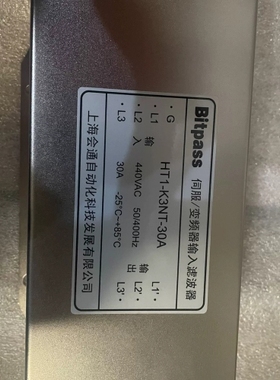 Bitpass 伺服/变频器输入滤波器
HT1-K3NT-30A
G
L1 输 440VAC 50/400Hz 输 L1'
L2 入 出 L2'
L3 30A -25℃~+85℃ L3'
上海会通自动化科技发展有限公司